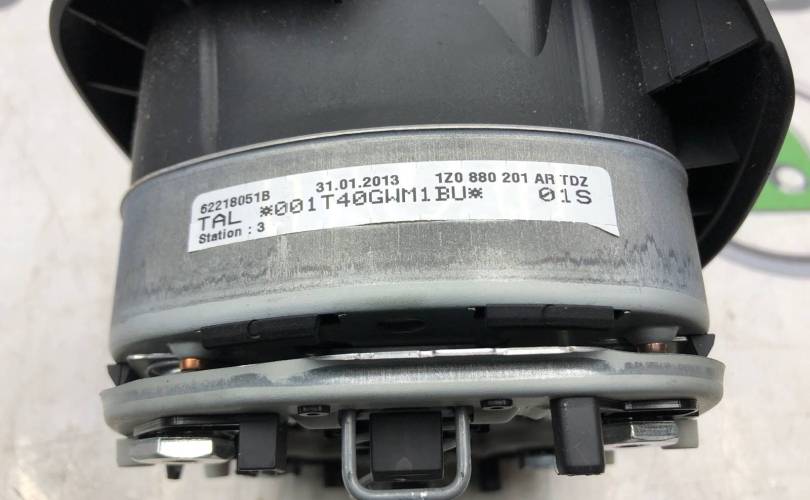 62218051B 31.01.2013 1Z0 880 201 AR TDZ
TAL *001T40GWM1BU* 01S
Station : 3